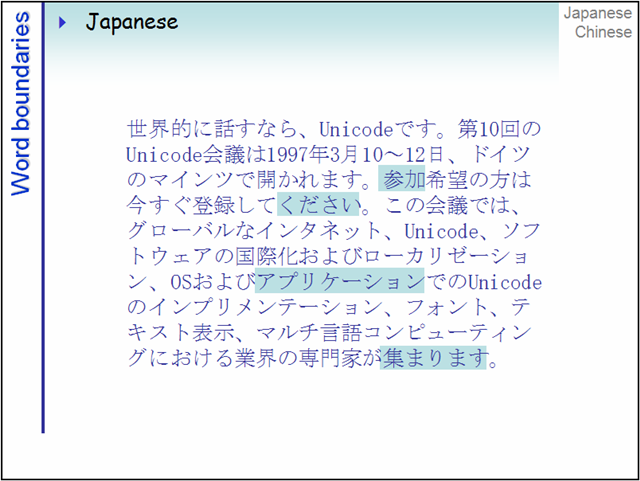 Word boundaries
Japanese
Japanese
Chinese
世界的に話すなら、Unicodeです。第10回の
Unicode会議は1997年3月10～12日、ドイツ
のマインツで開かれます。参加希望の方は
今すぐ登録してください。この会議では、
グローバルなインタネット、Unicode、ソフ
トウェアの国際化およびローカリゼーショ
ン、OSおよびアプリケーションでのUnicode
のインプリメンテーション、フォント、テ
キスト表示、マルチ言語コンピューティン
グにおける業界の専門家が集まります。